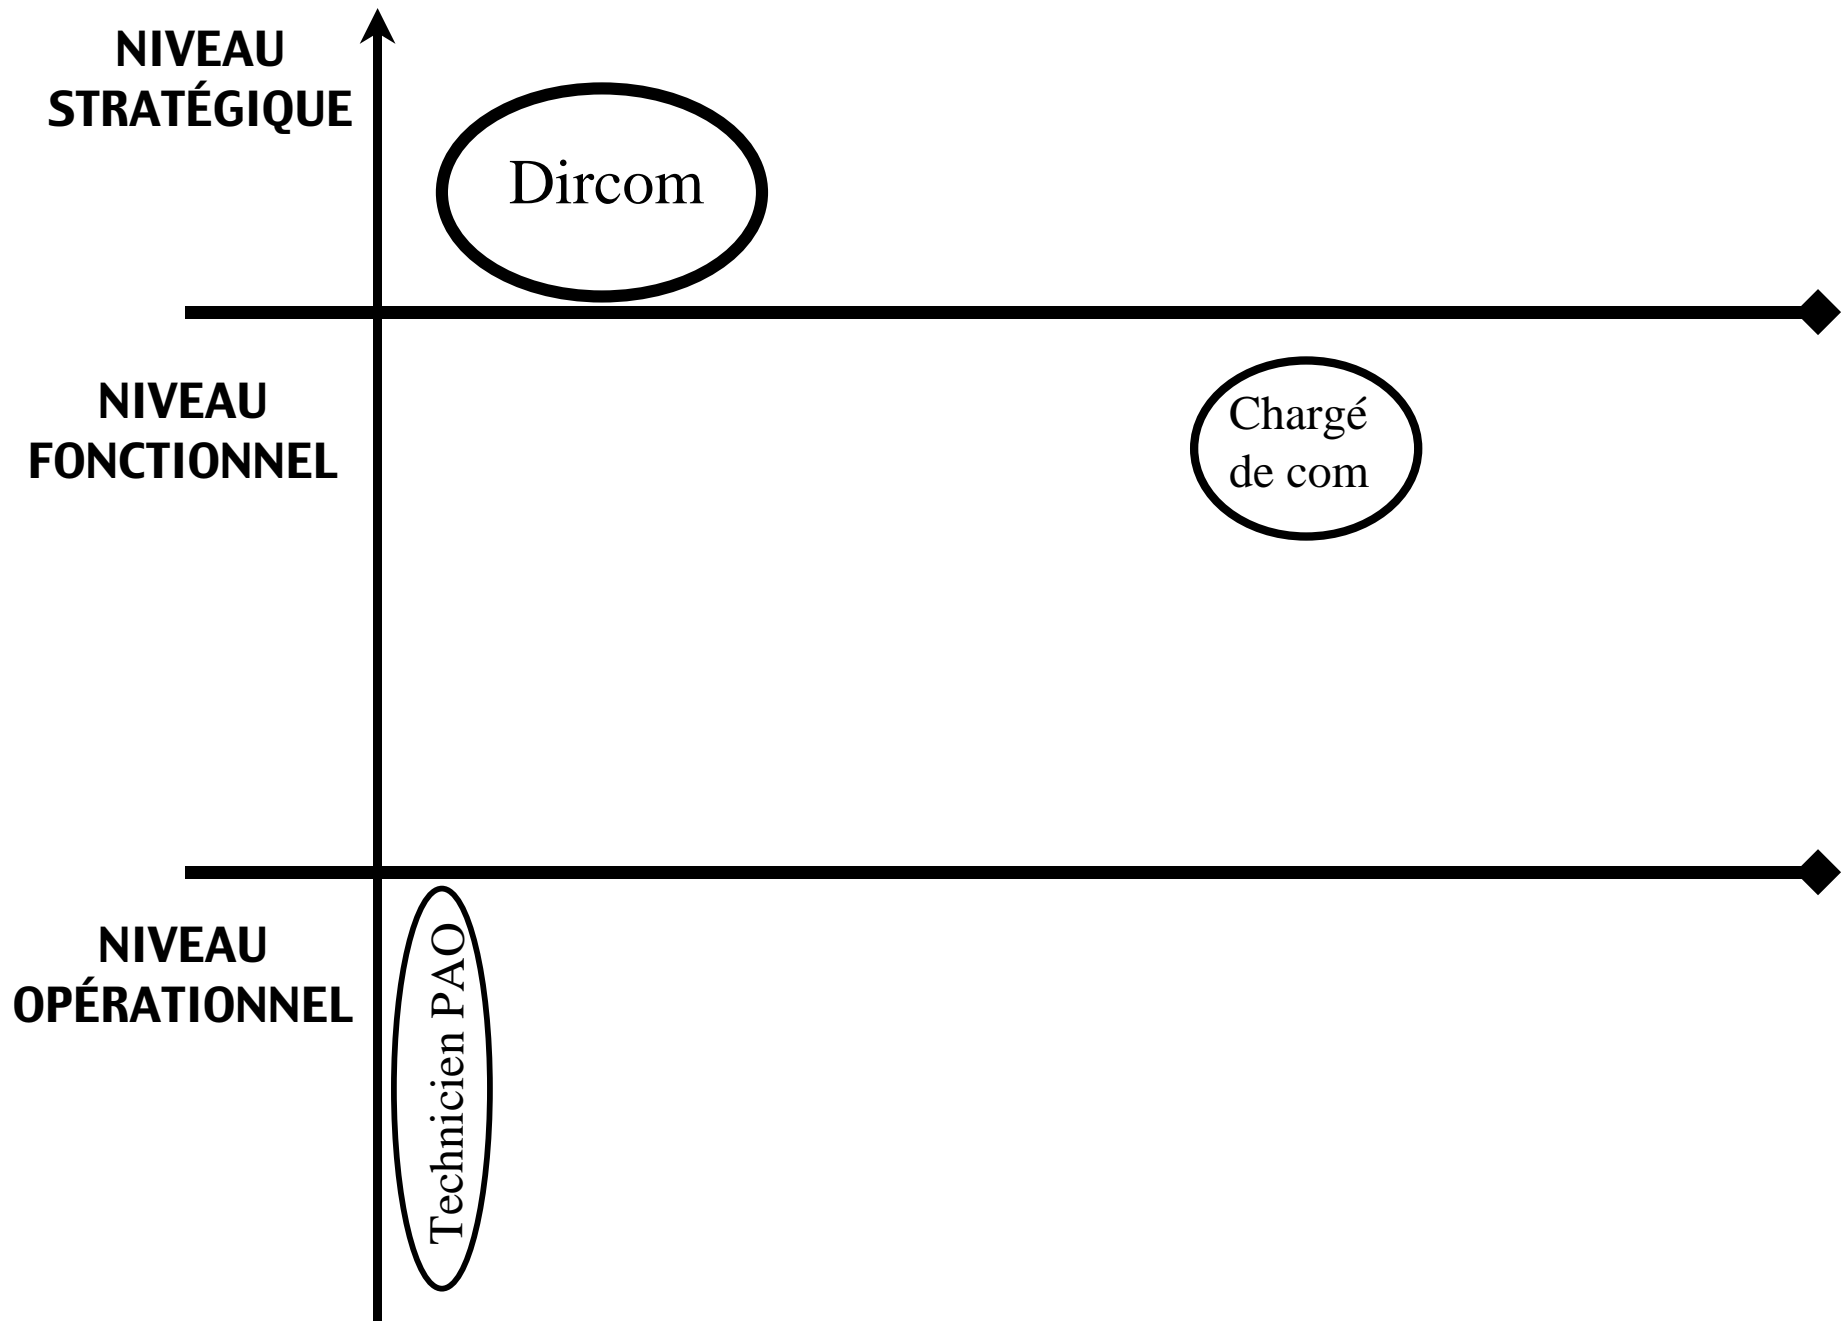 NIVEAU
STRATÉGIQUE
Dircom
NIVEAU
FONCTIONNEL
Chargé
de com
NIVEAU
OPÉRATIONNEL
Technicien PAO